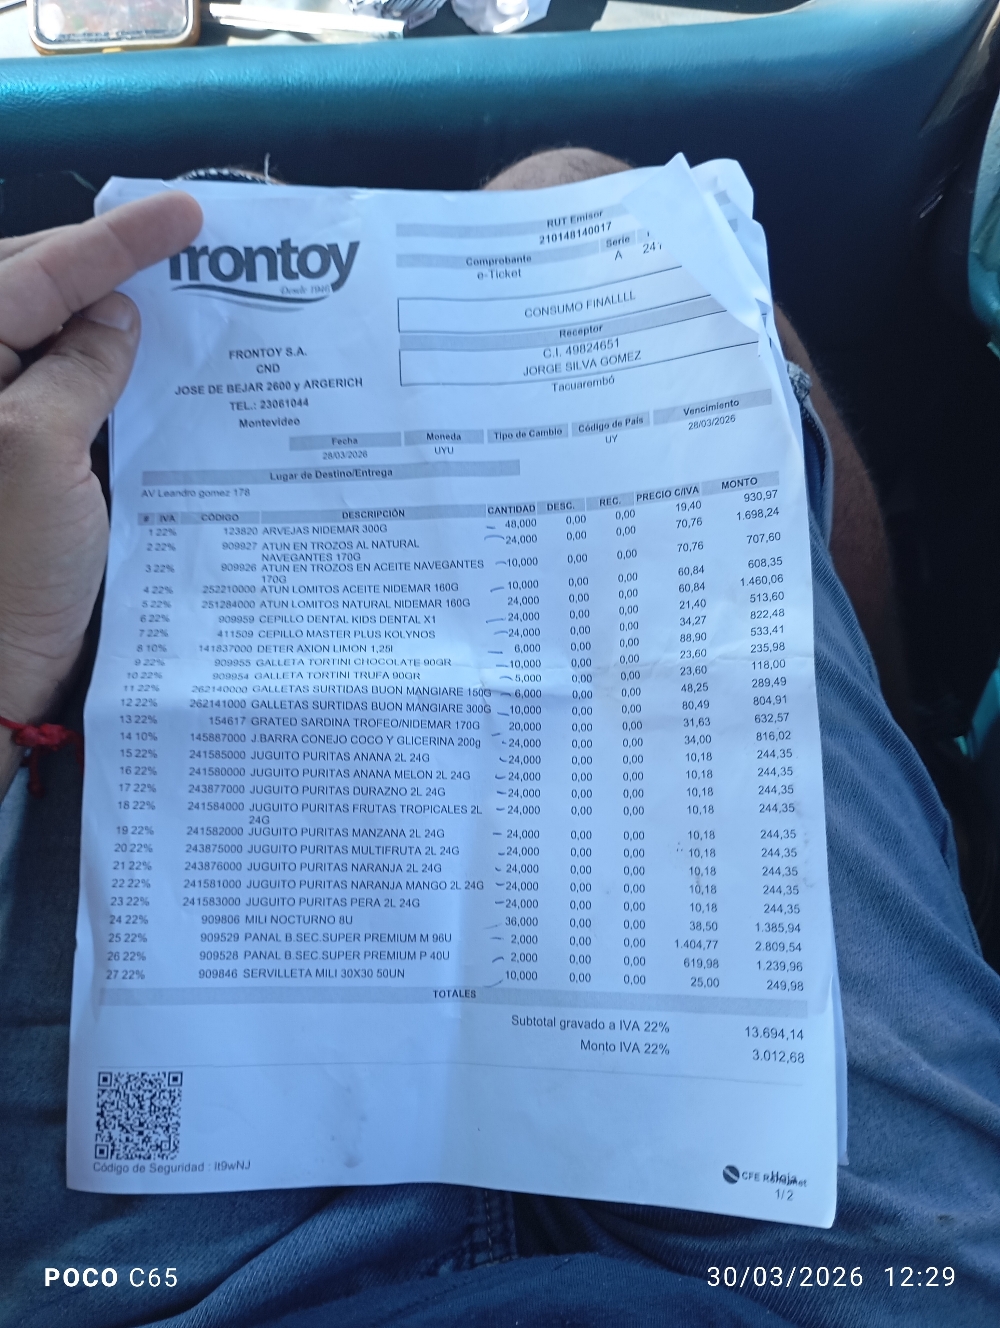 frontoy
Desde 1946
RUT Emisor
210148140017
Comprobante Serie
e-Ticket A 241
CONSUMO FINALLLL
Receptor
C.I. 49824651
JORGE SILVA GOMEZ
Tacuarembó
FRONTOY S.A.
CND
JOSE DE BEJAR 2600 y ARGERICH
TEL.: 23061044
Montevideo
Fecha Moneda Tipo de Cambio Código de Pais Vencimiento
28/03/2026 UYU UY 28/03/2026
Lugar de Destino/Entrega
AV Leandro gomez 178
# IVA CÓDIGO DESCRIPCIÓN CANTIDAD DESC. REC. PRECIO C/IVA MONTO
1 22% 123820 ARVEJAS NIDEMAR 300G 48,000 0,00 0,00 19,40 930,97
2 22% 909927 ATUN EN TROZOS AL NATURAL 24,000 0,00 0,00 70,76 1.698,24
NAVEGANTES 170G
3 22% 909926 ATUN EN TROZOS EN ACEITE NAVEGANTES 10,000 0,00 0,00 70,76 707,60
170G
4 22% 252210000 ATUN LOMITOS ACEITE NIDEMAR 160G 10,000 0,00 0,00 60,84 608,35
5 22% 251284000 ATUN LOMITOS NATURAL NIDEMAR 160G 24,000 0,00 0,00 60,84 1.460,06
6 22% 909959 CEPILLO DENTAL KIDS DENTAL X1 24,000 0,00 0,00 21,40 513,60
7 22% 411509 CEPILLO MASTER PLUS KOLYNOS 24,000 0,00 0,00 34,27 822,48
8 10% 141837000 DETER AXION LIMON 1,25l 6,000 0,00 0,00 88,90 533,41
9 22% 909955 GALLETA TORTINI CHOCOLATE 90GR 10,000 0,00 0,00 23,60 235,98
10 22% 909954 GALLETA TORTINI TRUFA 90GR 5,000 0,00 0,00 23,60 118,00
11 22% 262140000 GALLETAS SURTIDAS BUON MANGIARE 150G 6,000 0,00 0,00 48,25 289,49
12 22% 262141000 GALLETAS SURTIDAS BUON MANGIARE 300G 10,000 0,00 0,00 80,49 804,91
13 22% 154617 GRATED SARDINA TROFEO/NIDEMAR 170G 20,000 0,00 0,00 31,63 632,57
14 10% 145887000 J.BARRA CONEJO COCO Y GLICERINA 200g 24,000 0,00 0,00 34,00 816,02
15 22% 241585000 JUGUITO PURITAS ANANA 2L 24G 24,000 0,00 0,00 10,18 244,35
16 22% 241580000 JUGUITO PURITAS ANANA MELON 2L 24G 24,000 0,00 0,00 10,18 244,35
17 22% 243877000 JUGUITO PURITAS DURAZNO 2L 24G 24,000 0,00 0,00 10,18 244,35
18 22% 241584000 JUGUITO PURITAS FRUTAS TROPICALES 2L 24,000 0,00 0,00 10,18 244,35
24G
19 22% 241582000 JUGUITO PURITAS MANZANA 2L 24G 24,000 0,00 0,00 10,18 244,35
20 22% 243875000 JUGUITO PURITAS MULTIFRUTA 2L 24G 24,000 0,00 0,00 10,18 244,35
21 22% 243876000 JUGUITO PURITAS NARANJA 2L 24G 24,000 0,00 0,00 10,18 244,35
22 22% 241581000 JUGUITO PURITAS NARANJA MANGO 2L 24G 24,000 0,00 0,00 10,18 244,35
23 22% 241583000 JUGUITO PURITAS PERA 2L 24G 24,000 0,00 0,00 10,18 244,35
24 22% 909806 MILI NOCTURNO 8U 36,000 0,00 0,00 38,50 1.385,94
25 22% 909529 PANAL B.SEC.SUPER PREMIUM M 96U 2,000 0,00 0,00 1.404,77 2.809,54
26 22% 909528 PANAL B.SEC.SUPER PREMIUM P 40U 2,000 0,00 0,00 619,98 1.239,96
27 22% 909846 SERVILLETA MILI 30X30 50UN 10,000 0,00 0,00 25,00 249,98
TOTALES
Subtotal gravado a IVA 22% 13.694,14
Monto IVA 22% 3.012,68
Código de Seguridad : It9wNJ
CFE
Hoja
1/2
POCO C65
30/03/2026 12:29